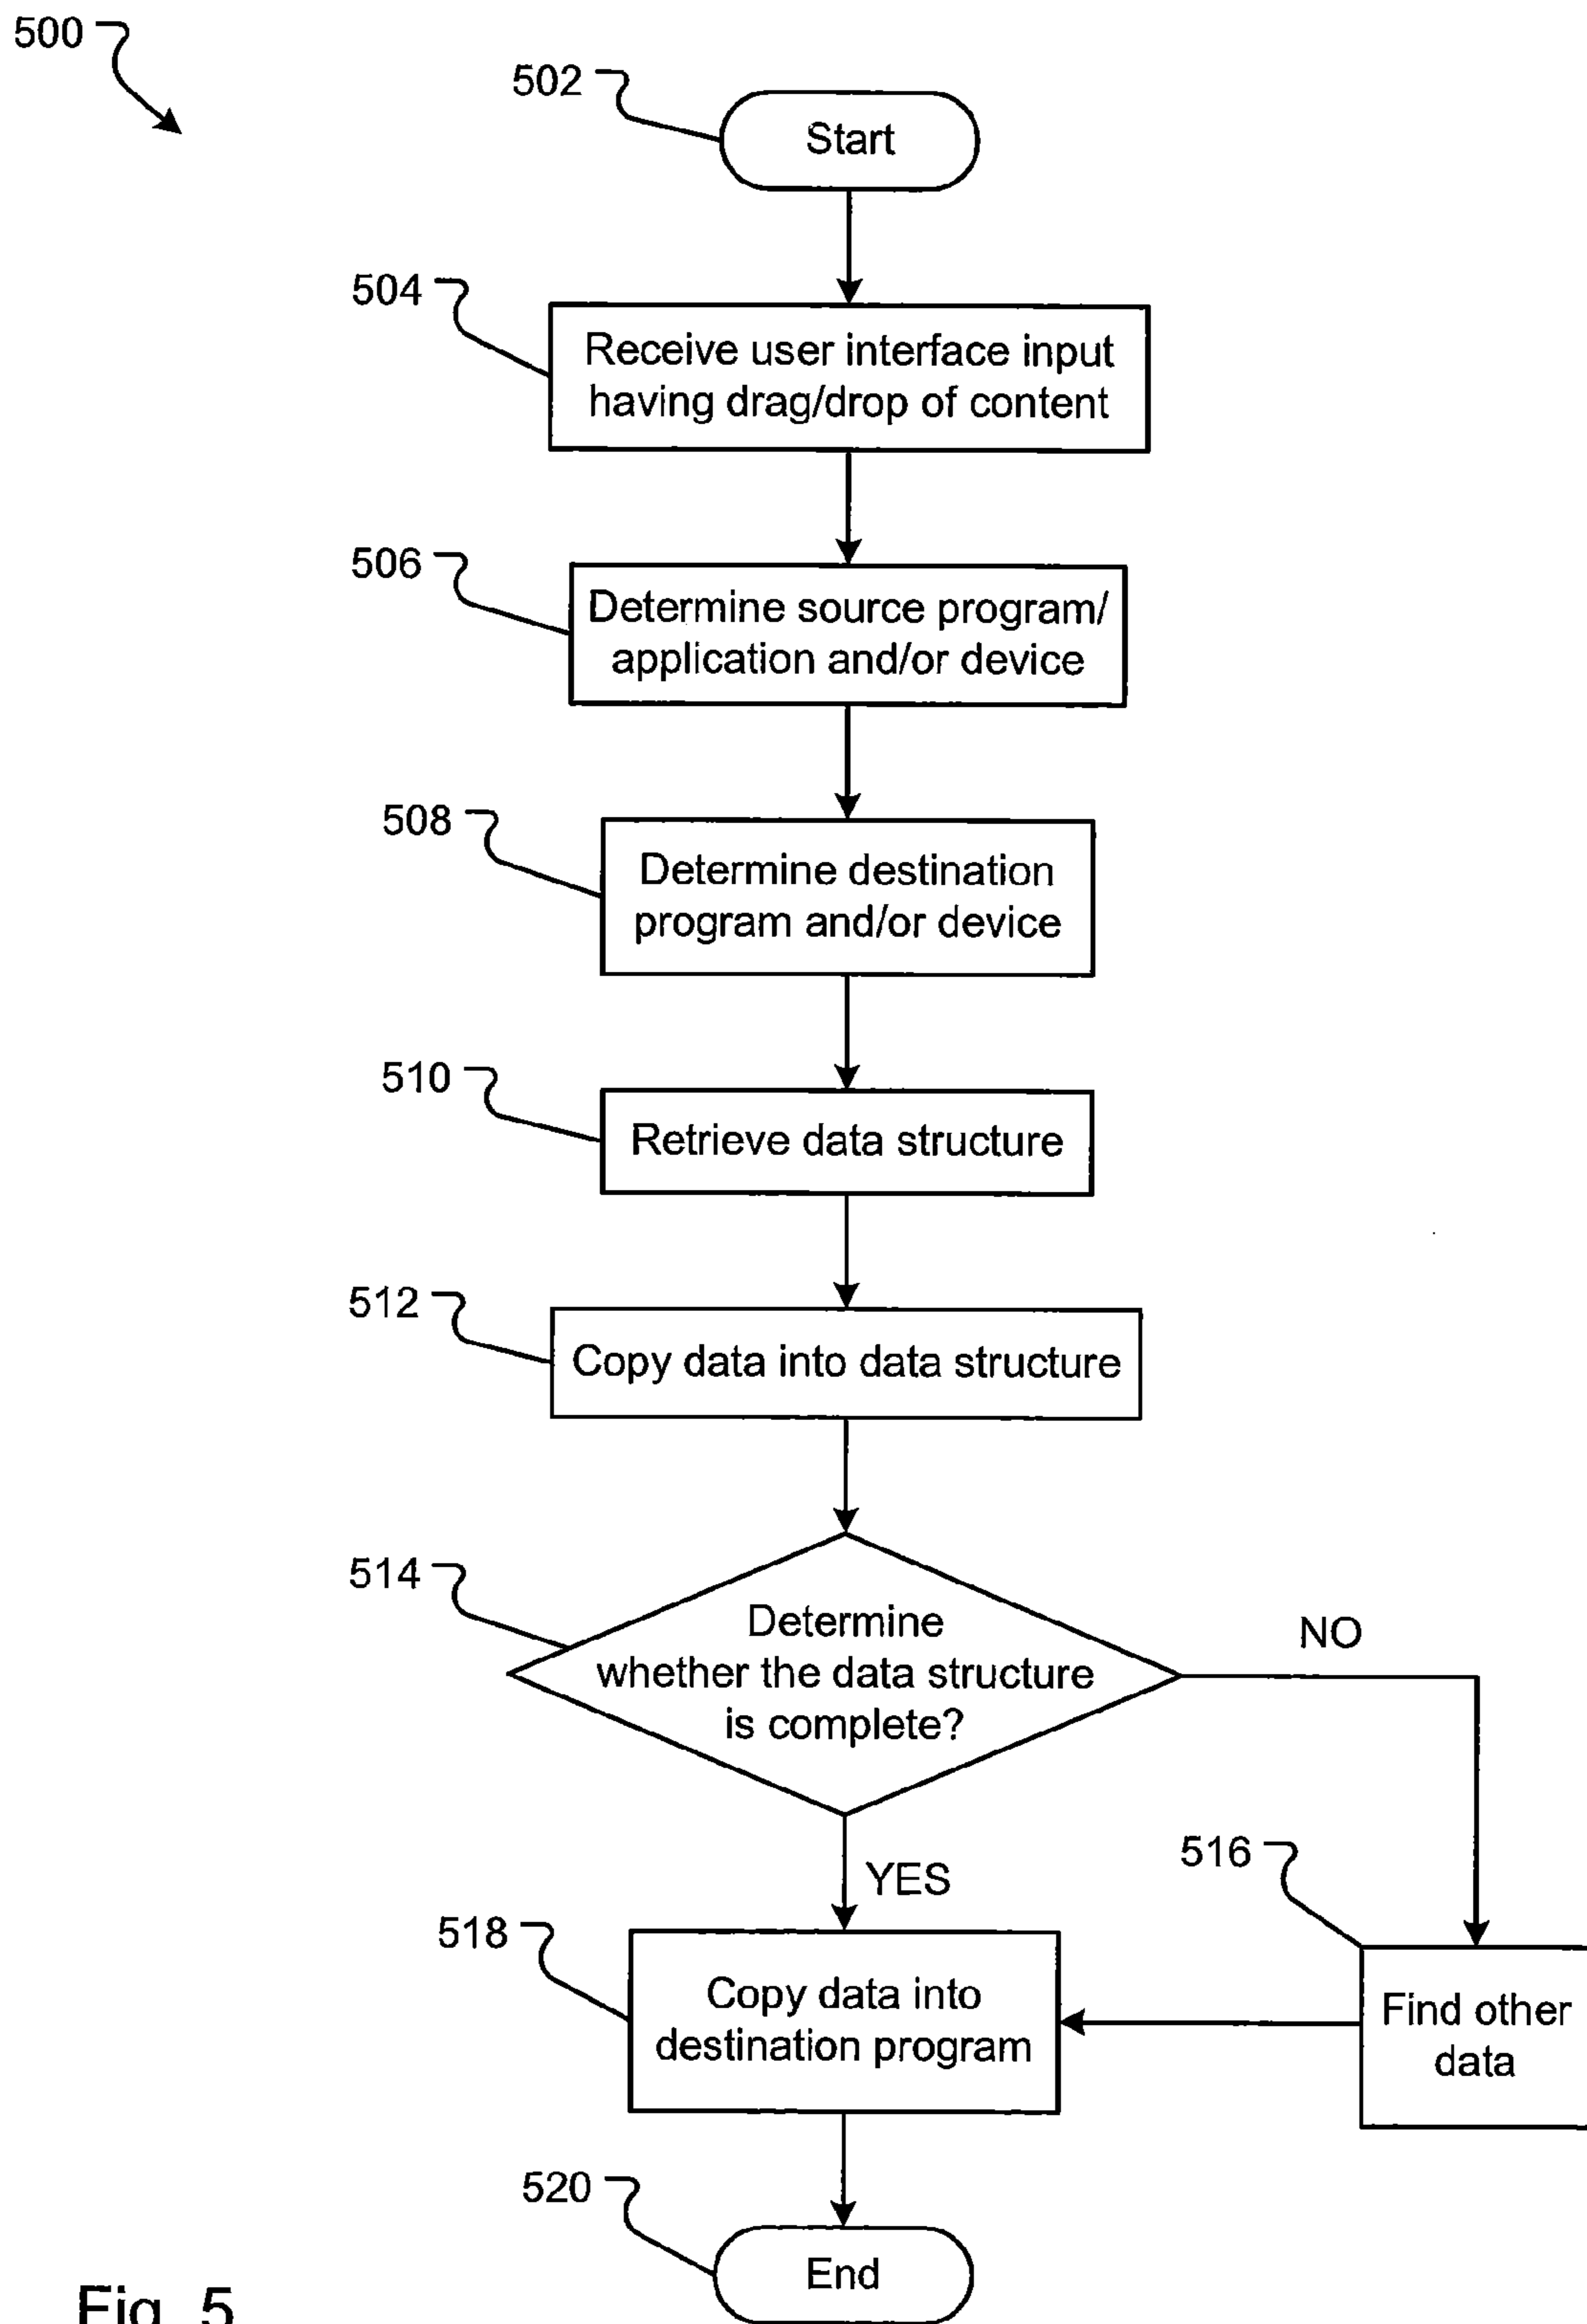 500
502
Start
504
Receive user interface input
having drag/drop of content
506
Determine source program/
application and/or device
508
Determine destination
program and/or device
510
Retrieve data structure
512
Copy data into data structure
514
Determine
whether the data structure
is complete?
NO
YES
516
518
Copy data into
destination program
Find other
data
520
End
Fig. 5